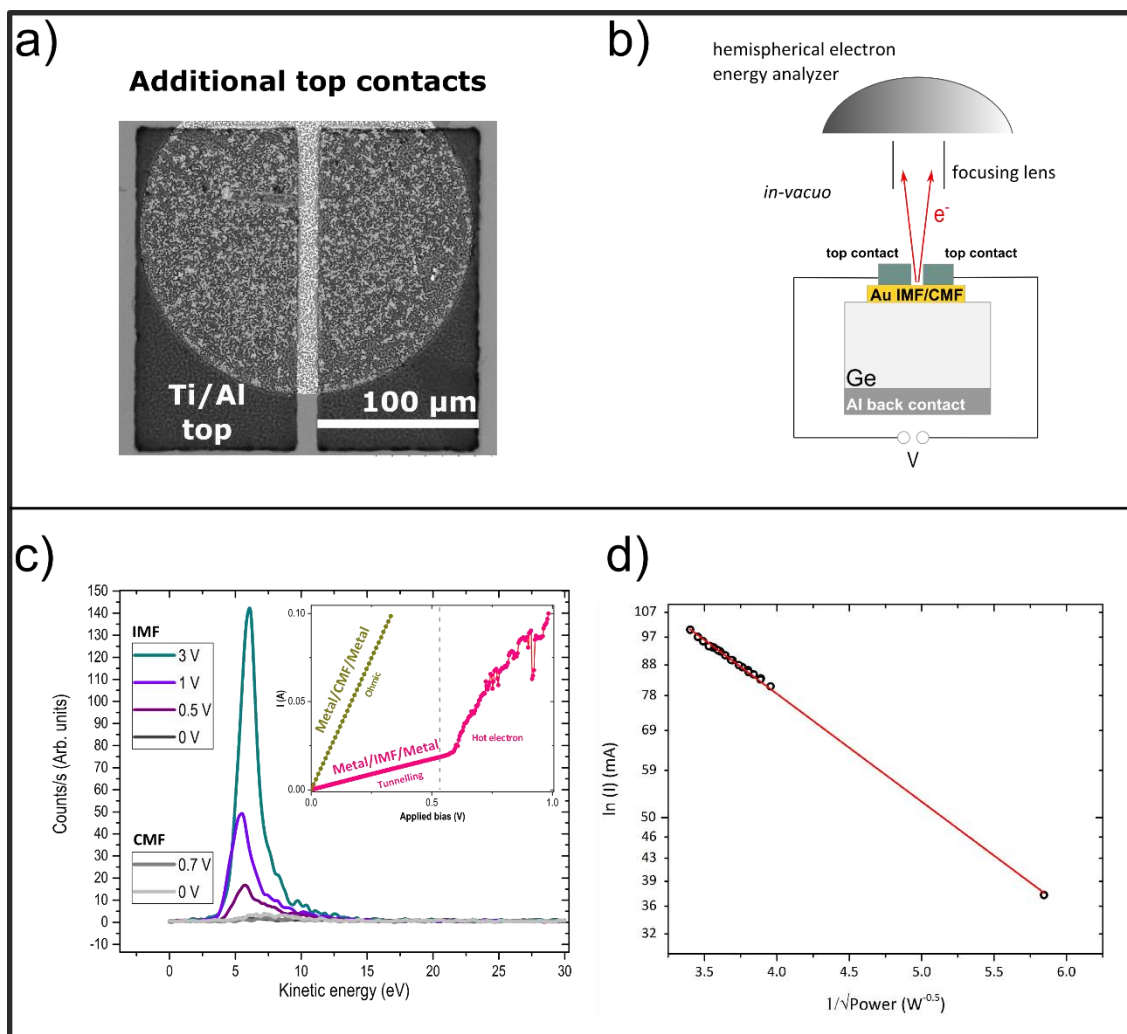 a)
Additional top contacts
Ti/Al
top
100 μm
b)
hemispherical electron
energy analyzer
focusing lens
in-vacuo
e-
top contact
top contact
Au IMF/CMF
Ge
Al back contact
V
c)
150
140
130
120
110
100
90
80
70
60
50
40
30
20
10
0
-10
Counts/s (Arb. units)
IMF
3 V
1 V
0.5 V
0 V
CMF
0.7 V
0 V
0.10
0.05
0.00
I (A)
Metal/CMF/Metal
Ohmic
Metal/IMF/Metal
Tunnelling
Hot electron
0.0
0.5
1.0
Applied bias (V)
0
5
10
15
20
25
30
Kinetic energy (eV)
d)
107
97
88
78
69
59
50
46
43
39
36
32
ln (I) (mA)
3.5
4.0
4.5
5.0
5.5
6.0
1/√Power (W-0.5)